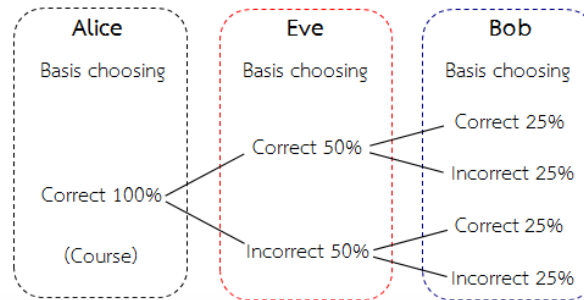 Alice
Basis choosing
Correct 100%
(Course)
Eve
Basis choosing
Correct 50%
Incorrect 50%
Bob
Basis choosing
Correct 25%
Incorrect 25%
Correct 25%
Incorrect 25%